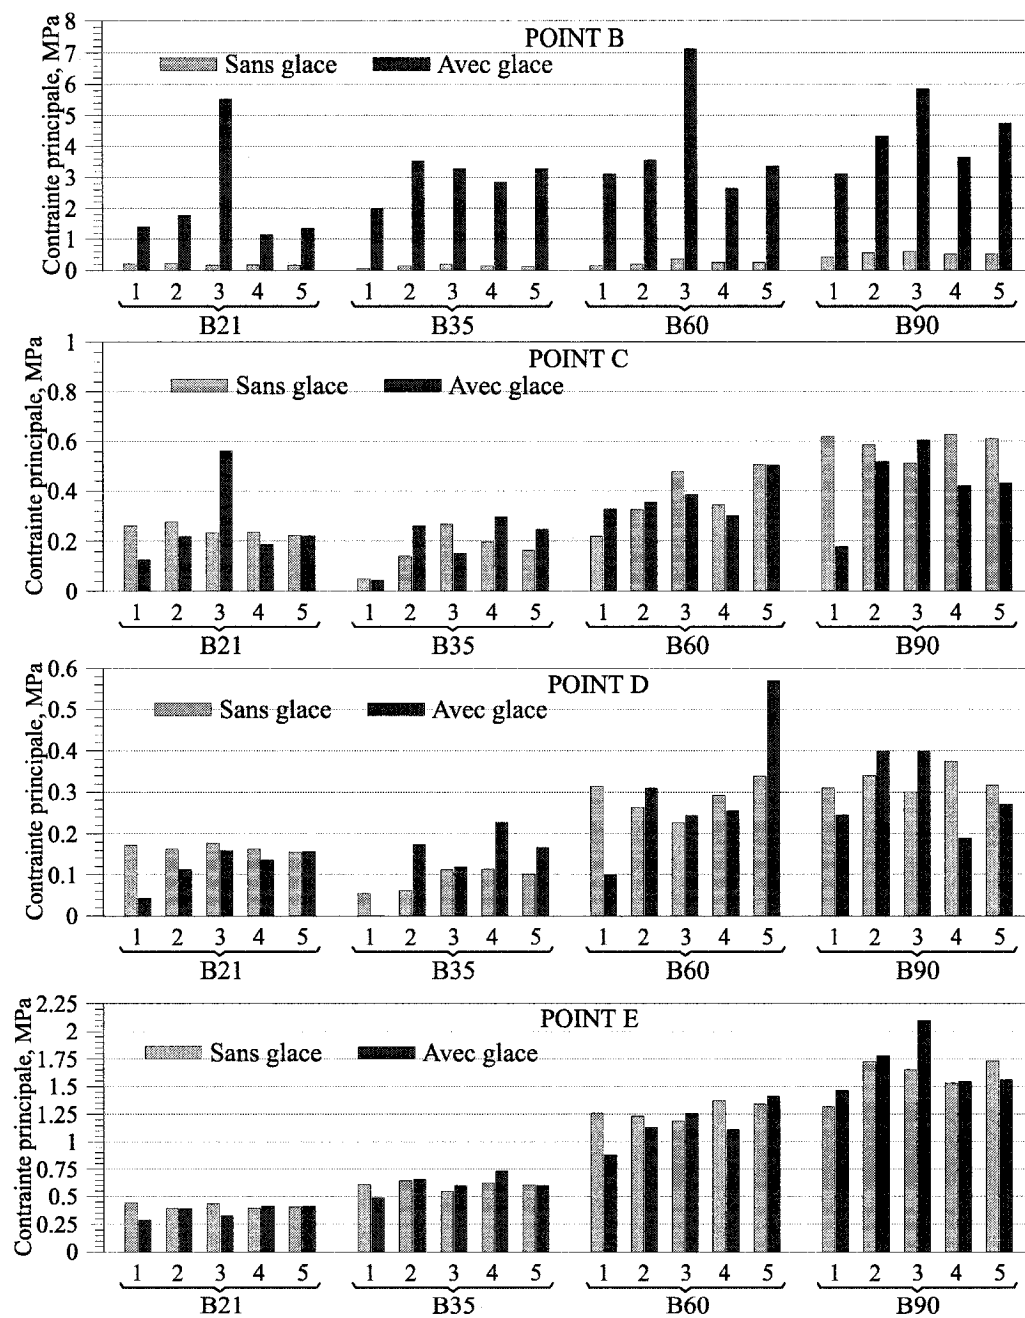 POINT B
Sans glace Avec glace
Contrainte principale, MPa
8
7
6
5
4
3
2
1
0
1 2 3 4 5 1 2 3 4 5 1 2 3 4 5 1 2 3 4 5
B21 B35 B60 B90
POINT C
Sans glace Avec glace
Contrainte principale, MPa
1
0.8
0.6
0.4
0.2
0
1 2 3 4 5 1 2 3 4 5 1 2 3 4 5 1 2 3 4 5
B21 B35 B60 B90
POINT D
Sans glace Avec glace
Contrainte principale, MPa
0.6
0.5
0.4
0.3
0.2
0.1
0
1 2 3 4 5 1 2 3 4 5 1 2 3 4 5 1 2 3 4 5
B21 B35 B60 B90
POINT E
Sans glace Avec glace
Contrainte principale, MPa
2.25
2
1.75
1.5
1.25
1
0.75
0.5
0.25
0
1 2 3 4 5 1 2 3 4 5 1 2 3 4 5 1 2 3 4 5
B21 B35 B60 B90